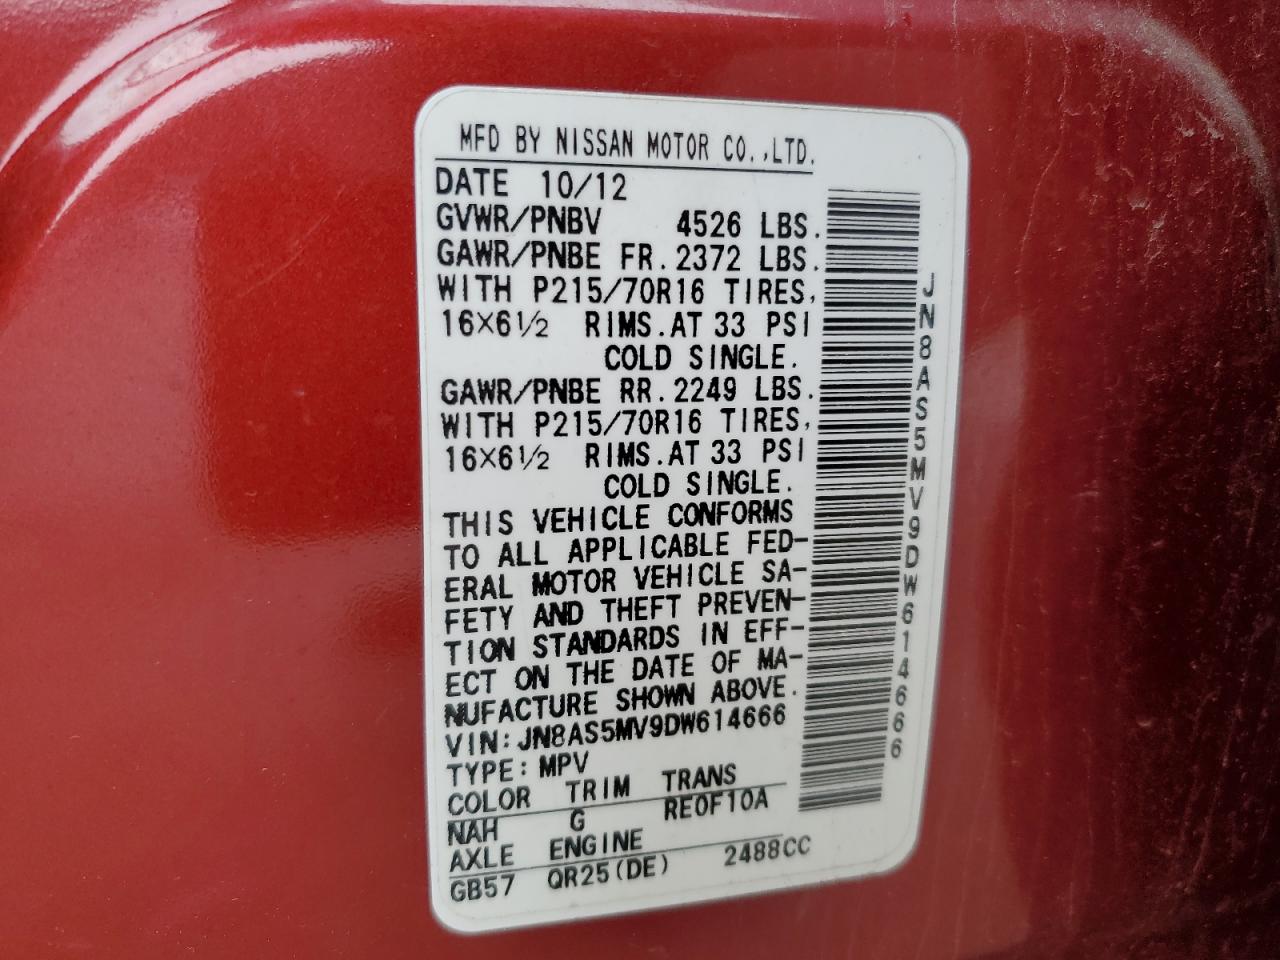 MFD BY NISSAN MOTOR CO.,LTD.
DATE 10/12
GVWR/PNBV 4526 LBS.
GAWR/PNBE FR. 2372 LBS.
WITH P215/70R16 TIRES,
16X6½ RIMS. AT 33 PSI
COLD SINGLE.
GAWR/PNBE RR. 2249 LBS.
WITH P215/70R16 TIRES,
16X6½ RIMS. AT 33 PSI
COLD SINGLE.
THIS VEHICLE CONFORMS
TO ALL APPLICABLE FED-
ERAL MOTOR VEHICLE SA-
FETY AND THEFT PREVEN-
TION STANDARDS IN EFF-
ECT ON THE DATE OF MA-
NUFACTURE SHOWN ABOVE.
VIN: JN8AS5MV9DW614666
TYPE: MPV
COLOR TRIM TRANS
NAH G RE0F10A
AXLE ENGINE
GB57 QR25(DE) 2488CC
JN8AS5MV9DW614666